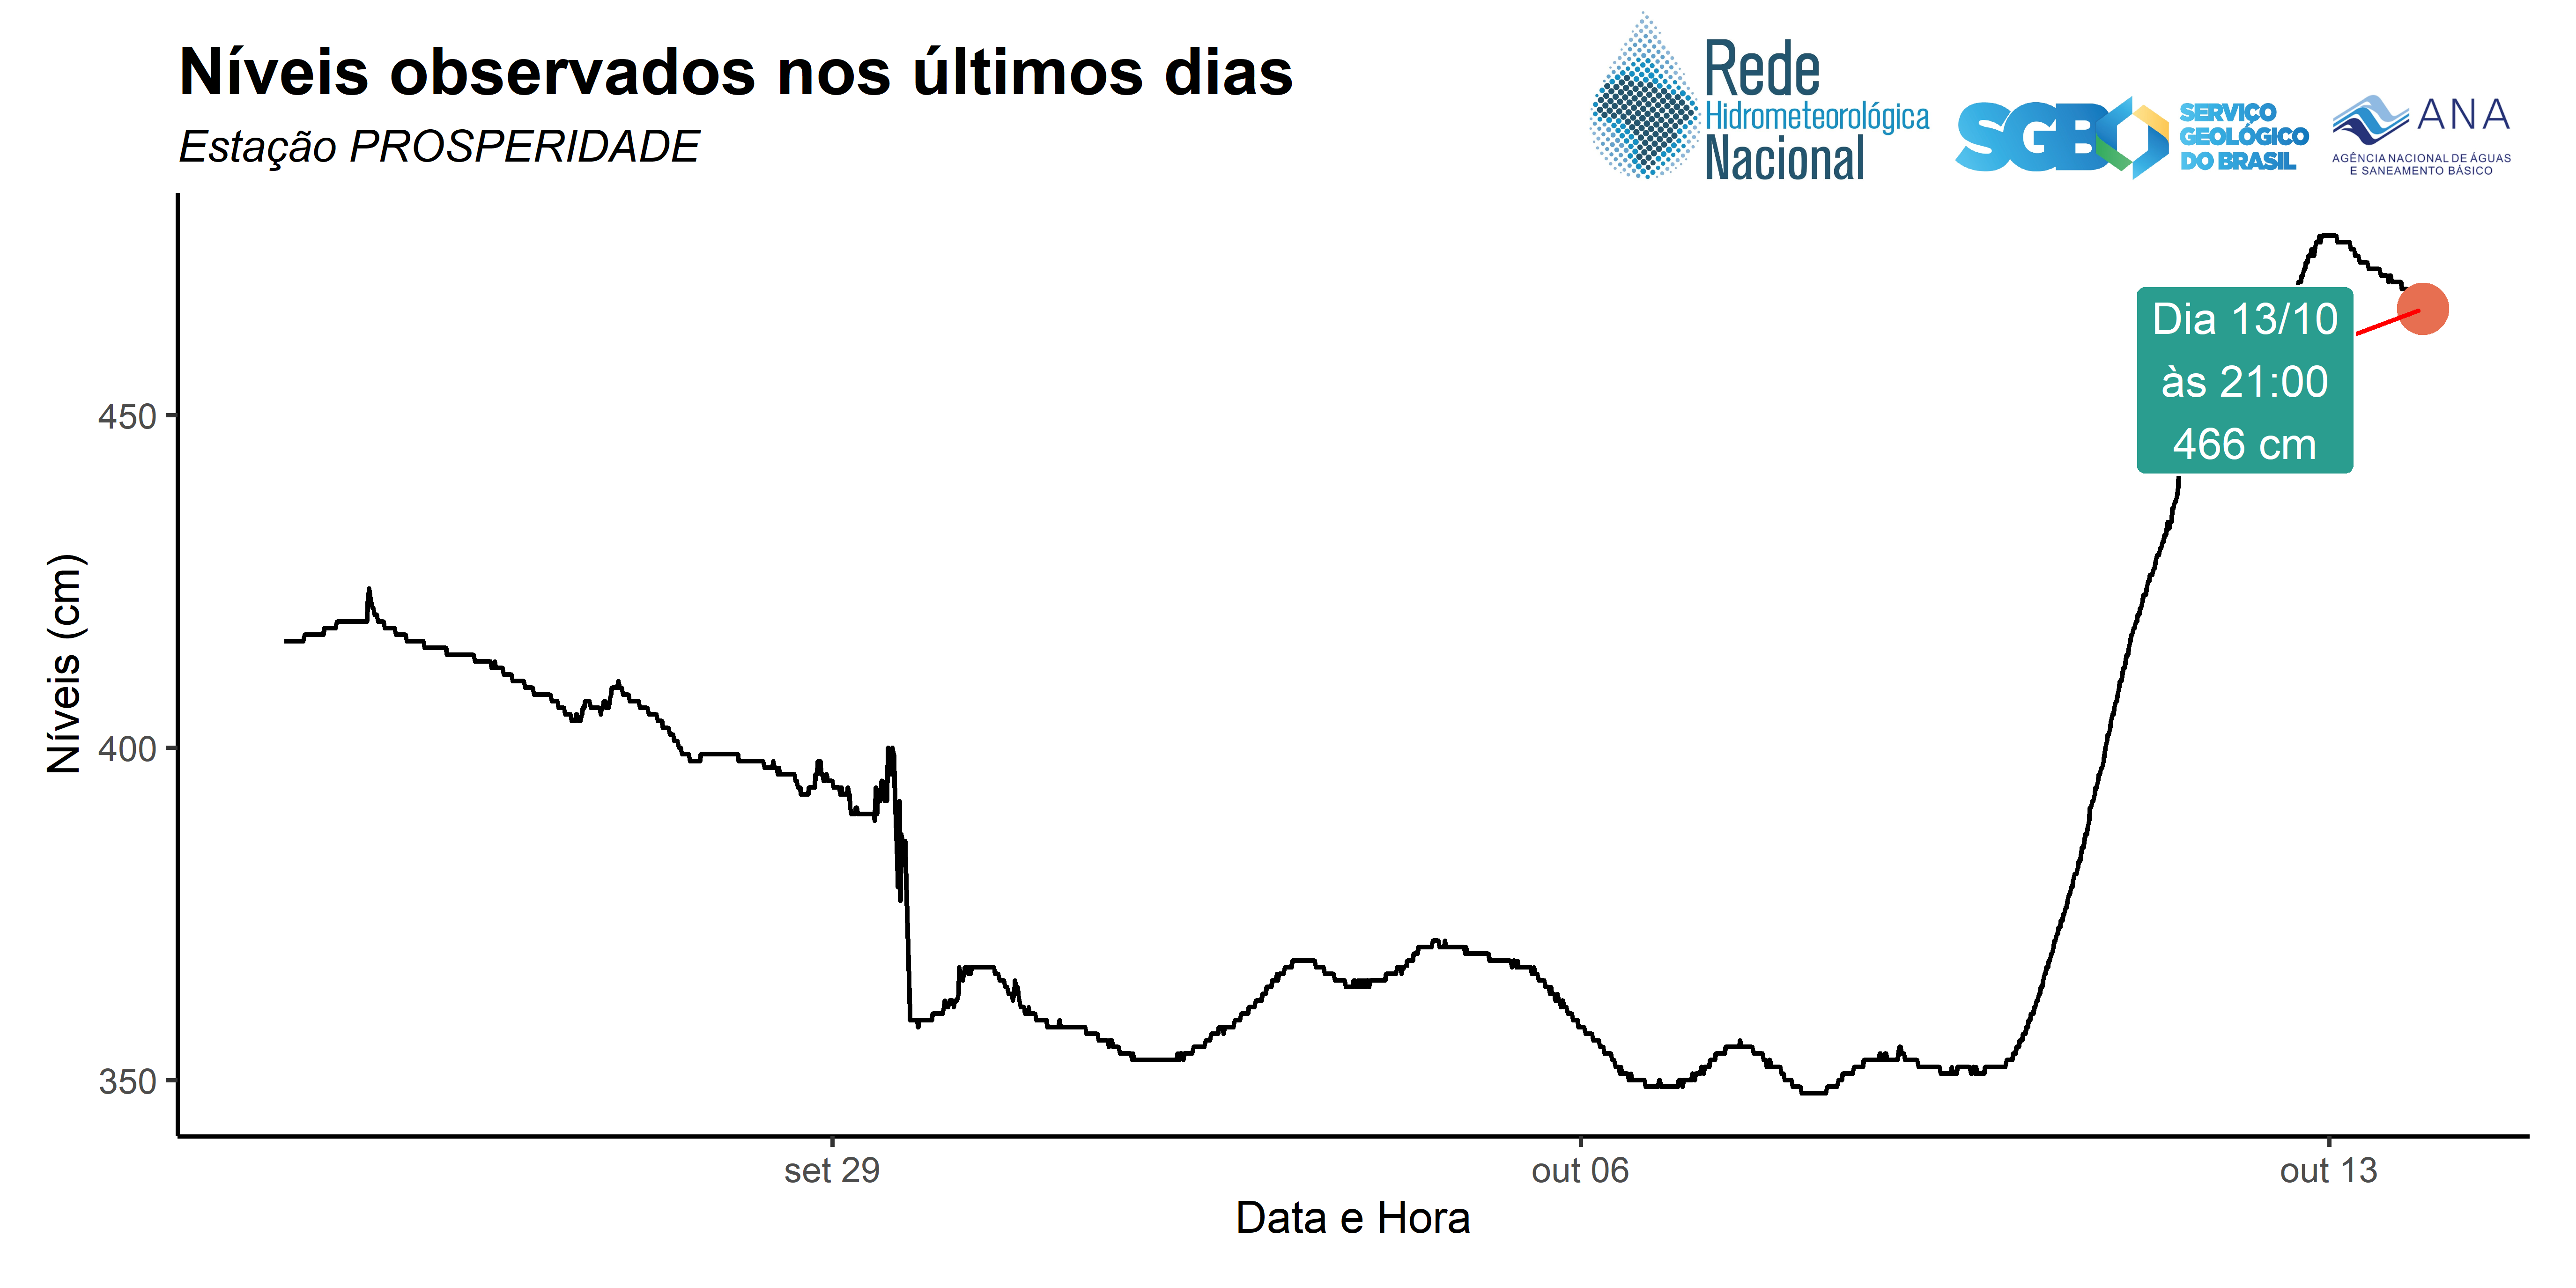 Níveis observados nos últimos dias
Estação PROSPERIDADE
Rede
Hidrometeorológica
Nacional
SGB
SERVIÇO
GEOLÓGICO
DO BRASIL
ANA
AGÊNCIA NACIONAL DE ÁGUAS
E SANEAMENTO BÁSICO
Dia 13/10
às 21:00
466 cm
Níveis (cm)
450
400
350
set 29
out 06
out 13
Data e Hora